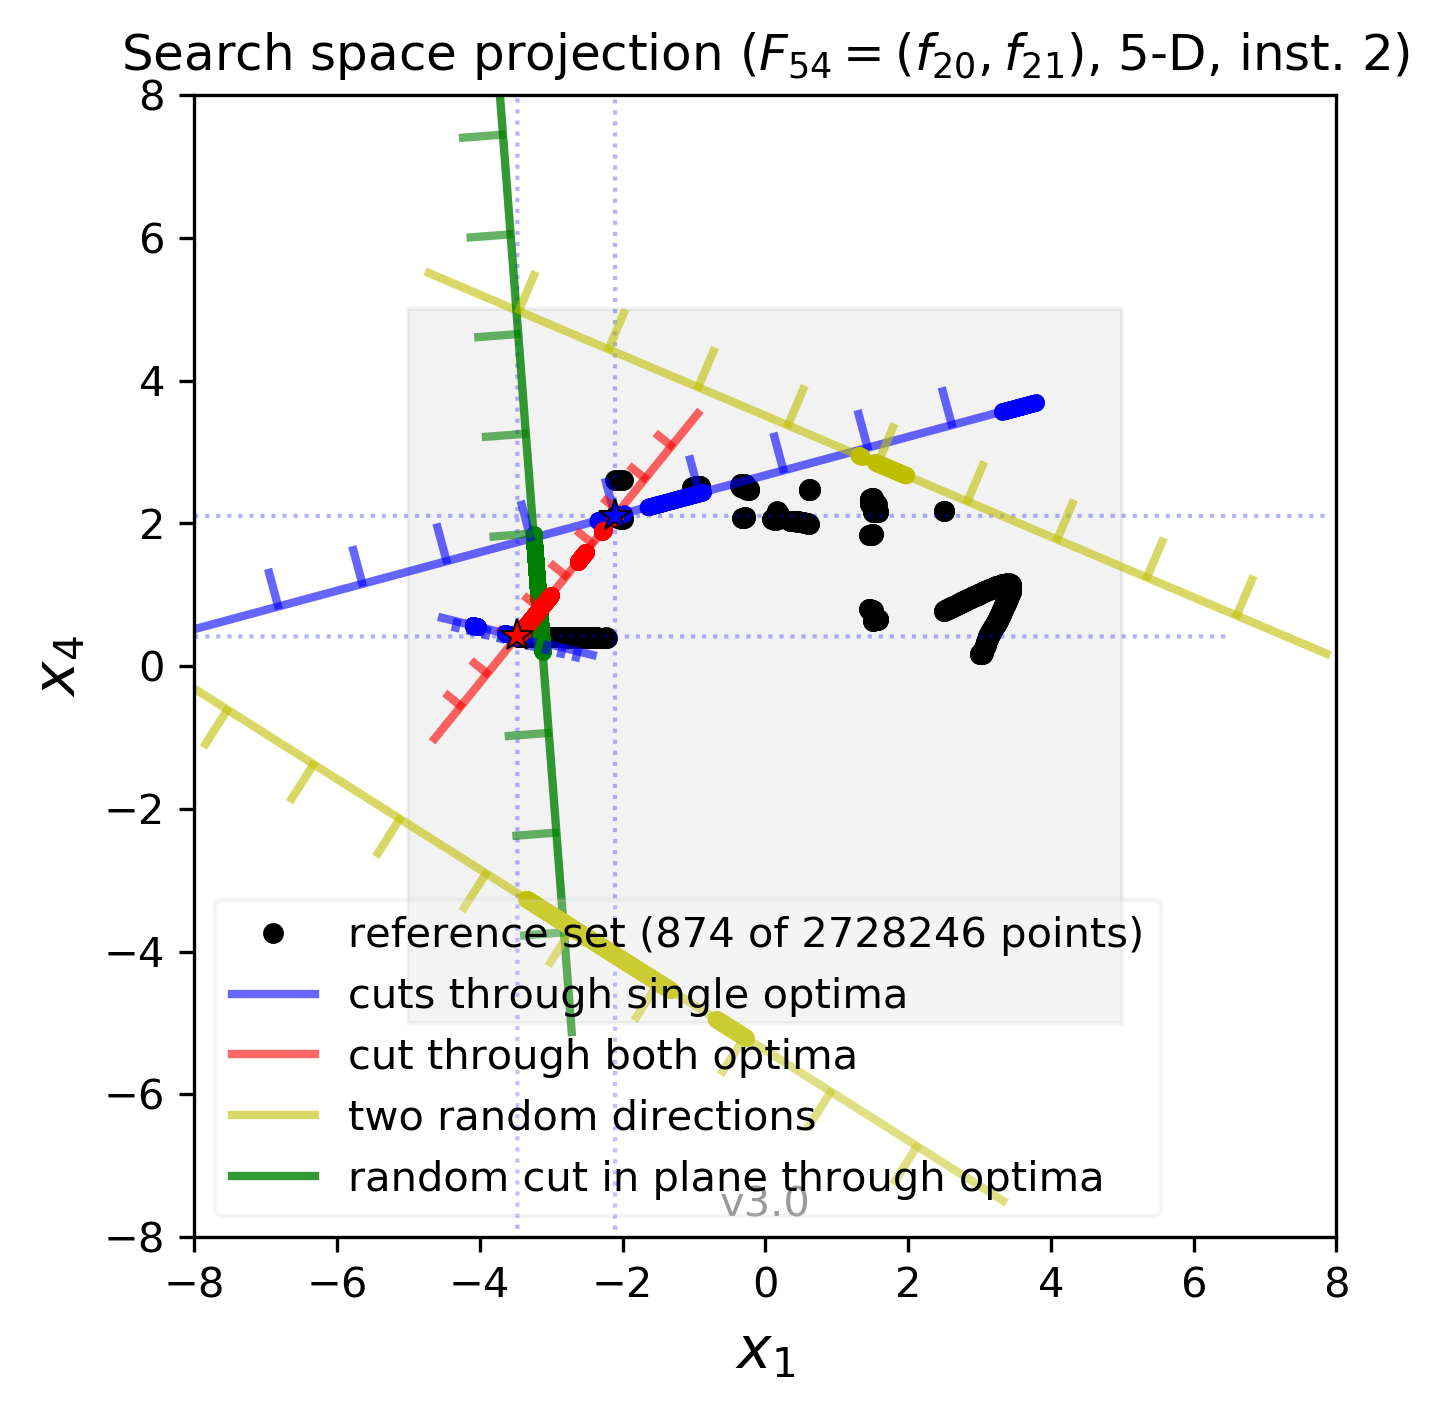 Search space projection (F₅₄ = (f₂₀, f₂₁), 5-D, inst. 2)
8
6
4
2
0
−2
−4
−6
−8
x₄
reference set (874 of 2728246 points)
cuts through single optima
cut through both optima
two random directions
random cut in plane through optima
v3.0
−8 −6 −4 −2 0 2 4 6 8
x₁